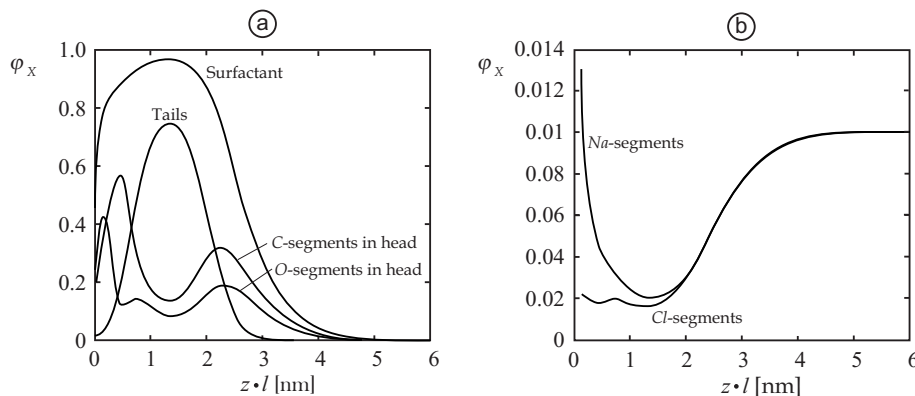 a
φ_X
1.0
0.8
0.6
0.4
0.2
0
Surfactant
Tails
C-segments in head
O-segments in head
0 1 2 3 4 5 6
z•l [nm]
b
φ_X
0.014
0.012
0.01
0.08
0.06
0.04
0.02
0
Na-segments
Cl-segments
0 1 2 3 4 5 6
z•l [nm]